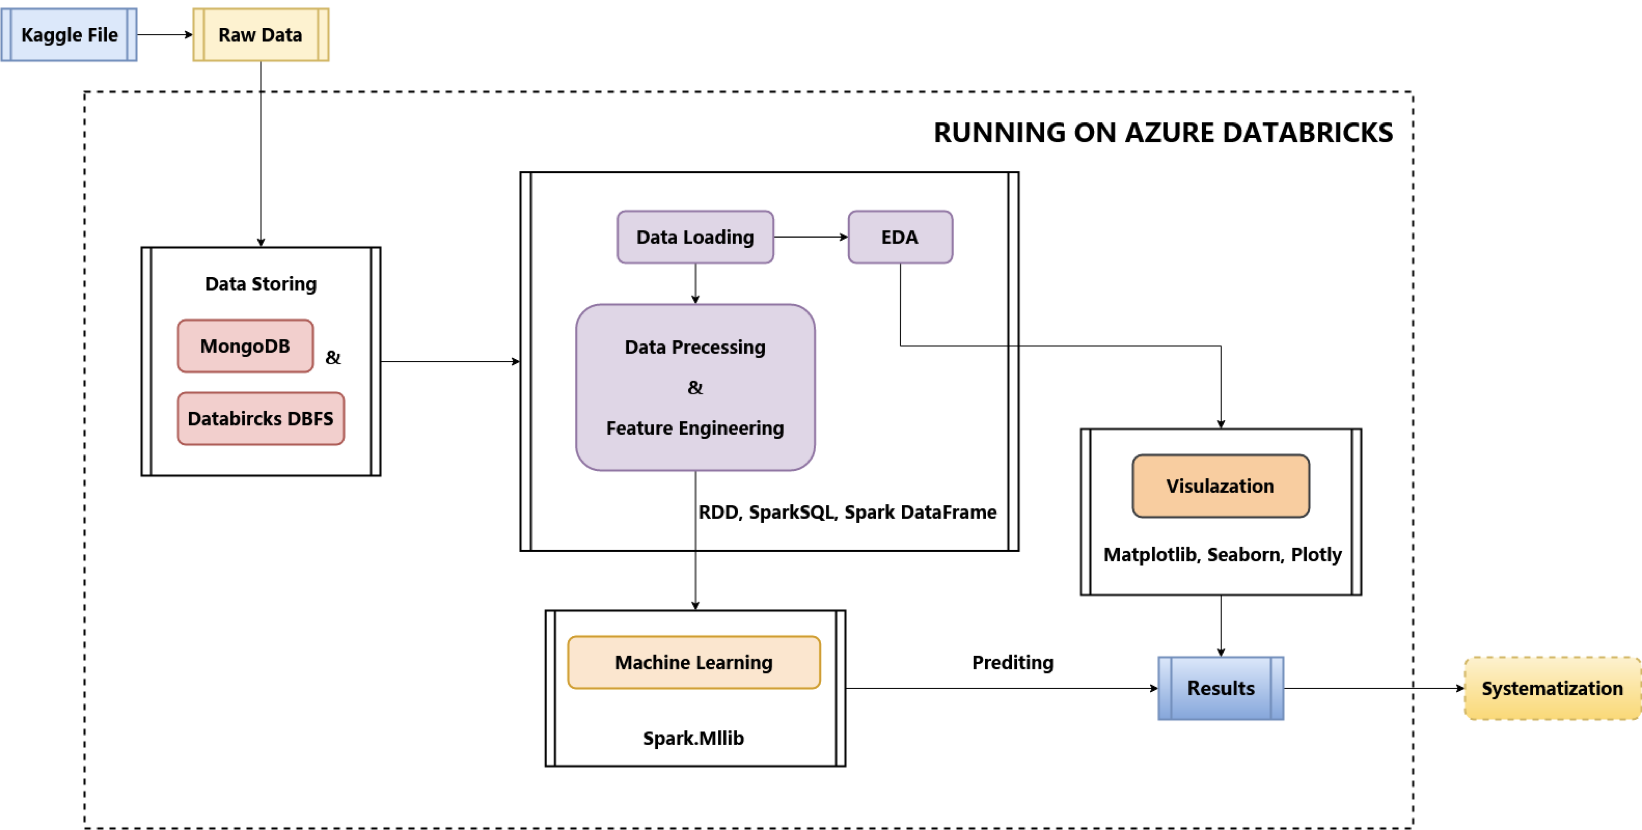 Kaggle File
Raw Data
RUNNING ON AZURE DATABRICKS
Data Storing
MongoDB
&
Databircks DBFS
Data Loading
EDA
Data Precessing
&
Feature Engineering
RDD, SparkSQL, Spark DataFrame
Visulazation
Matplotlib, Seaborn, Plotly
Machine Learning
Spark.Mllib
Prediting
Results
Systematization